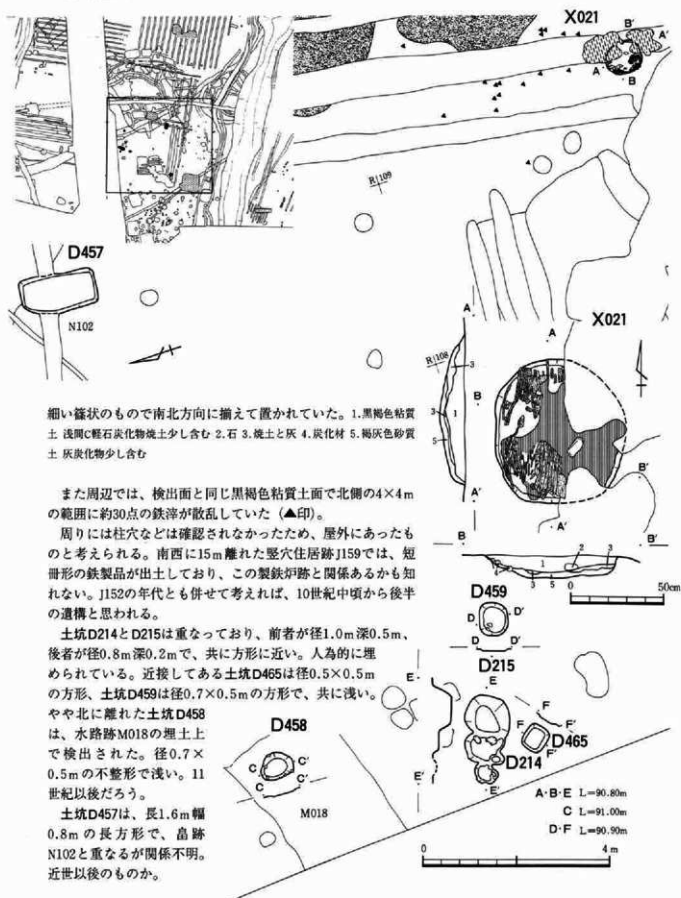 X021
B'
A'
A
B
R|109
D457
N102
X021
A
A
R|108
3
B
1
3
5
B
B'
A'
A'
細い篠状のもので南北方向に揃えて置かれていた。1.黒褐色粘質
土 浅間C軽石炭化物焼土少し含む 2.石 3.焼土と灰 4.炭化材 5.褐灰色砂質
土 灰炭化物少し含む
B
B'
1
2
3
4
3
5
0
50cm
また周辺では、検出面と同じ黒褐色粘質土面で北側の4×4m
の範囲に約30点の鉄滓が散乱していた（▲印）。
周りには柱穴などは確認されなかったため、屋外にあったも
のと考えられる。南西に15m離れた竪穴住居跡J159では、短
冊形の鉄製品が出土しており、この製鉄炉跡と関係あるかも知
れない。J152の年代とも併せて考えれば、10世紀中頃から後半
の遺構と思われる。
土坑D214とD215は重なっており、前者が径1.0m深0.5m、
後者が径0.8m深0.2mで、共に方形に近い。人為的に埋
められている。近接してある土坑D465は径0.5×0.5m
の方形、土坑D459は径0.7×0.5mの方形で、共に浅い。
やや北に離れた土坑D458
は、水路跡M018の埋土上
で検出された。径0.7×
0.5mの不整形で浅い。11
世紀以後だろう。
土坑D457は、長1.6m幅
0.8mの長方形で、畠跡
N102と重なるが関係不明。
近世以後のものか。
D459
D
D'
D
D'
D215
E
E
F
F
F'
F'
D465
D214
E'
E'
D458
C
C'
C
C'
M018
A·B·E L=90.80m
C L=91.00m
D·F L=90.90m
0
4 m